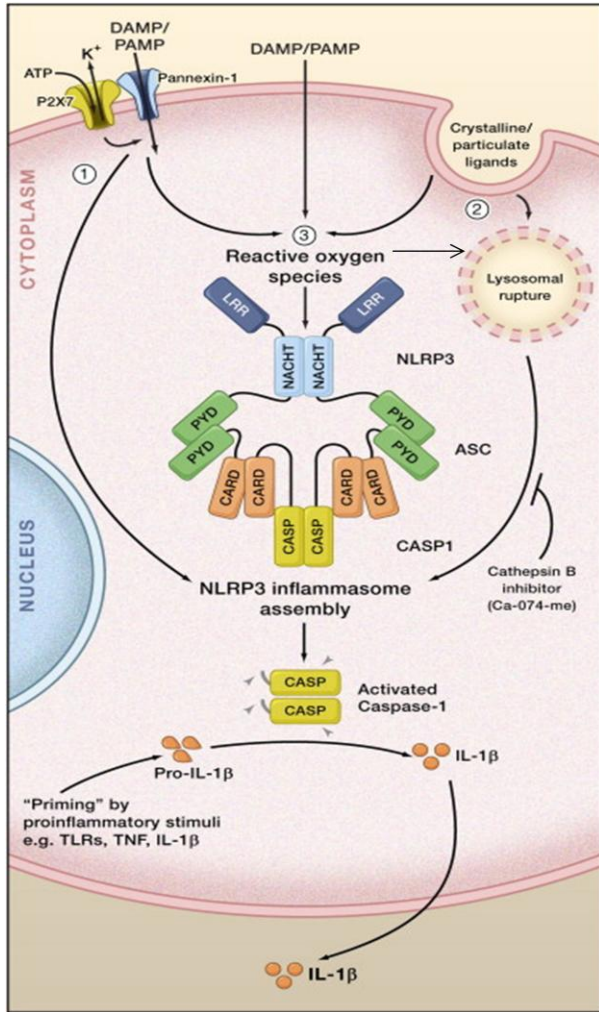 DAMP/
PAMP
K+
ATP
P2X7
Pannexin-1
DAMP/PAMP
Crystalline/
particulate
ligands
1
2
3
CYTOPLASM
Reactive oxygen
species
Lysosomal
rupture
LRR
LRR
NACHT
NACHT
NLRP3
PYD
PYD
PYD
PYD
ASC
CARD
CARD
CARD
CARD
CASP
CASP
CASP1
NUCLEUS
NLRP3 inflammasome
assembly
Cathepsin B
inhibitor
(Ca-074-me)
CASP
CASP
Activated
Caspase-1
Pro-IL-1β
IL-1β
“Priming” by
proinflammatory stimuli
e.g. TLRs, TNF, IL-1β
IL-1β